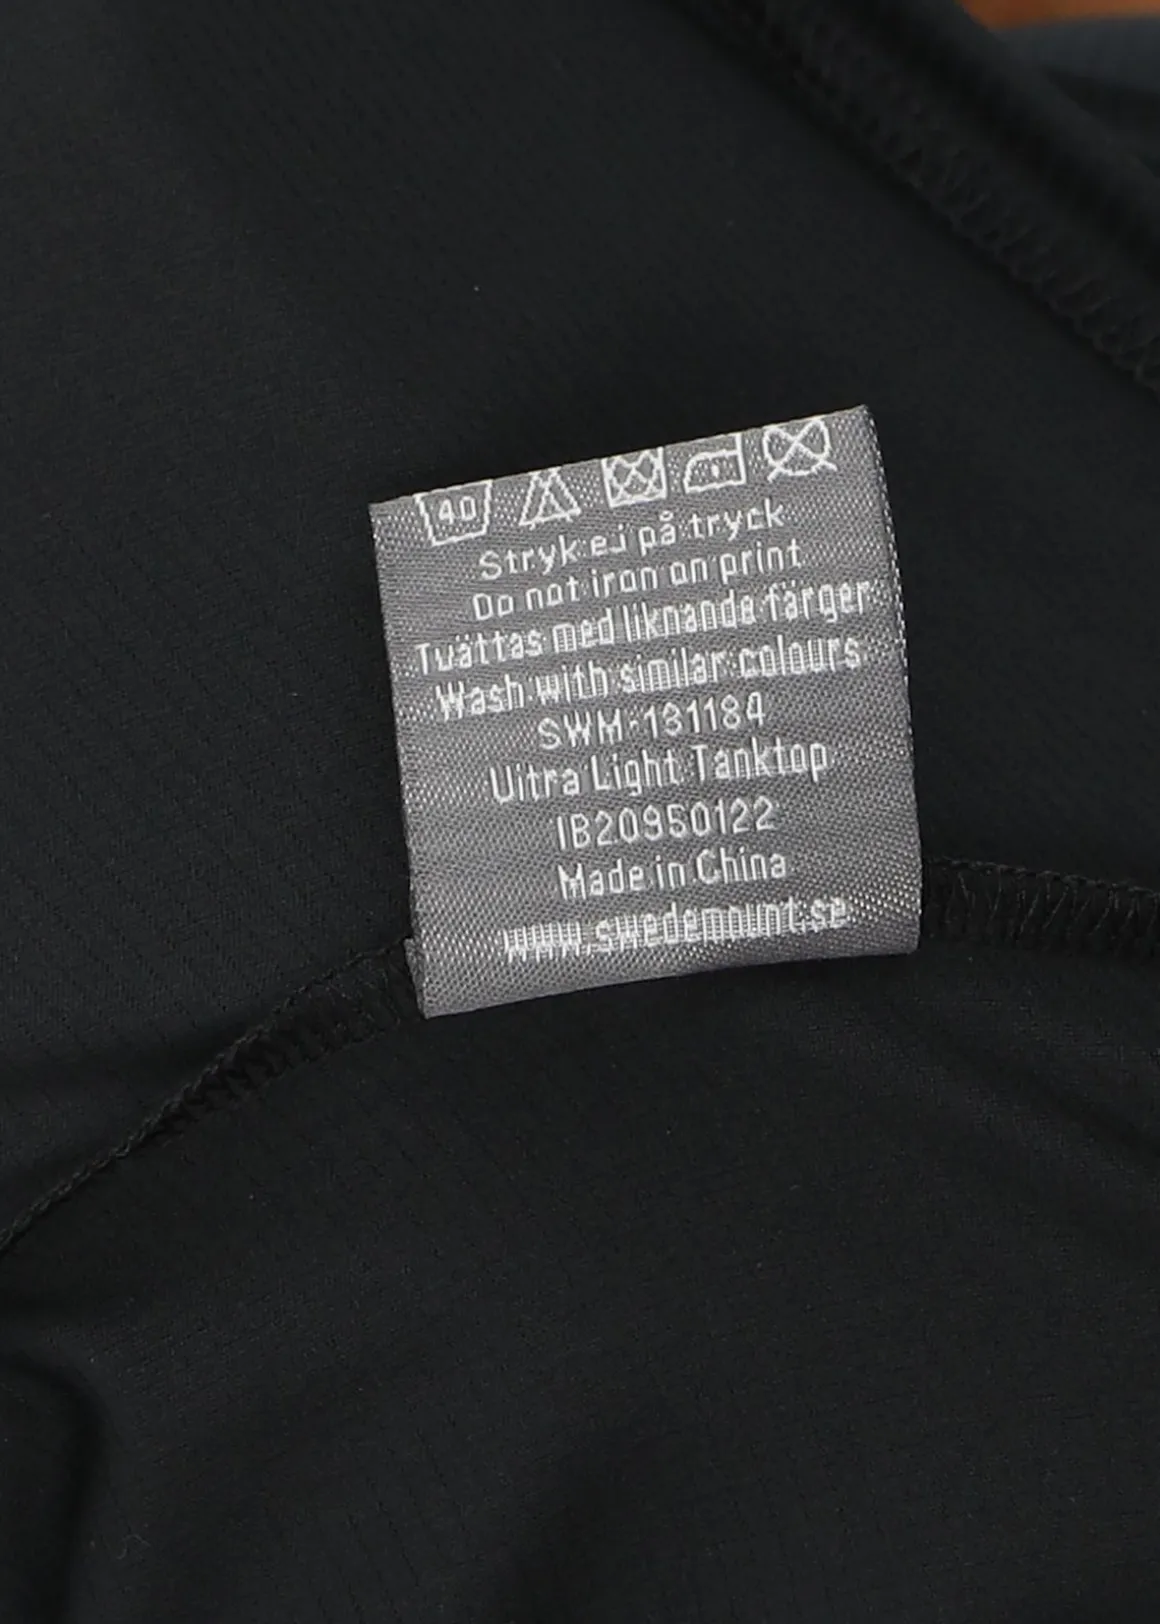 40
Stryk ej på tryck
Do not iron on print
Tvättas med liknande färger
Wash with similar colours
SWM-131184
Ultra Light Tanktop
IB20950122
Made in China
www.swedemount.se